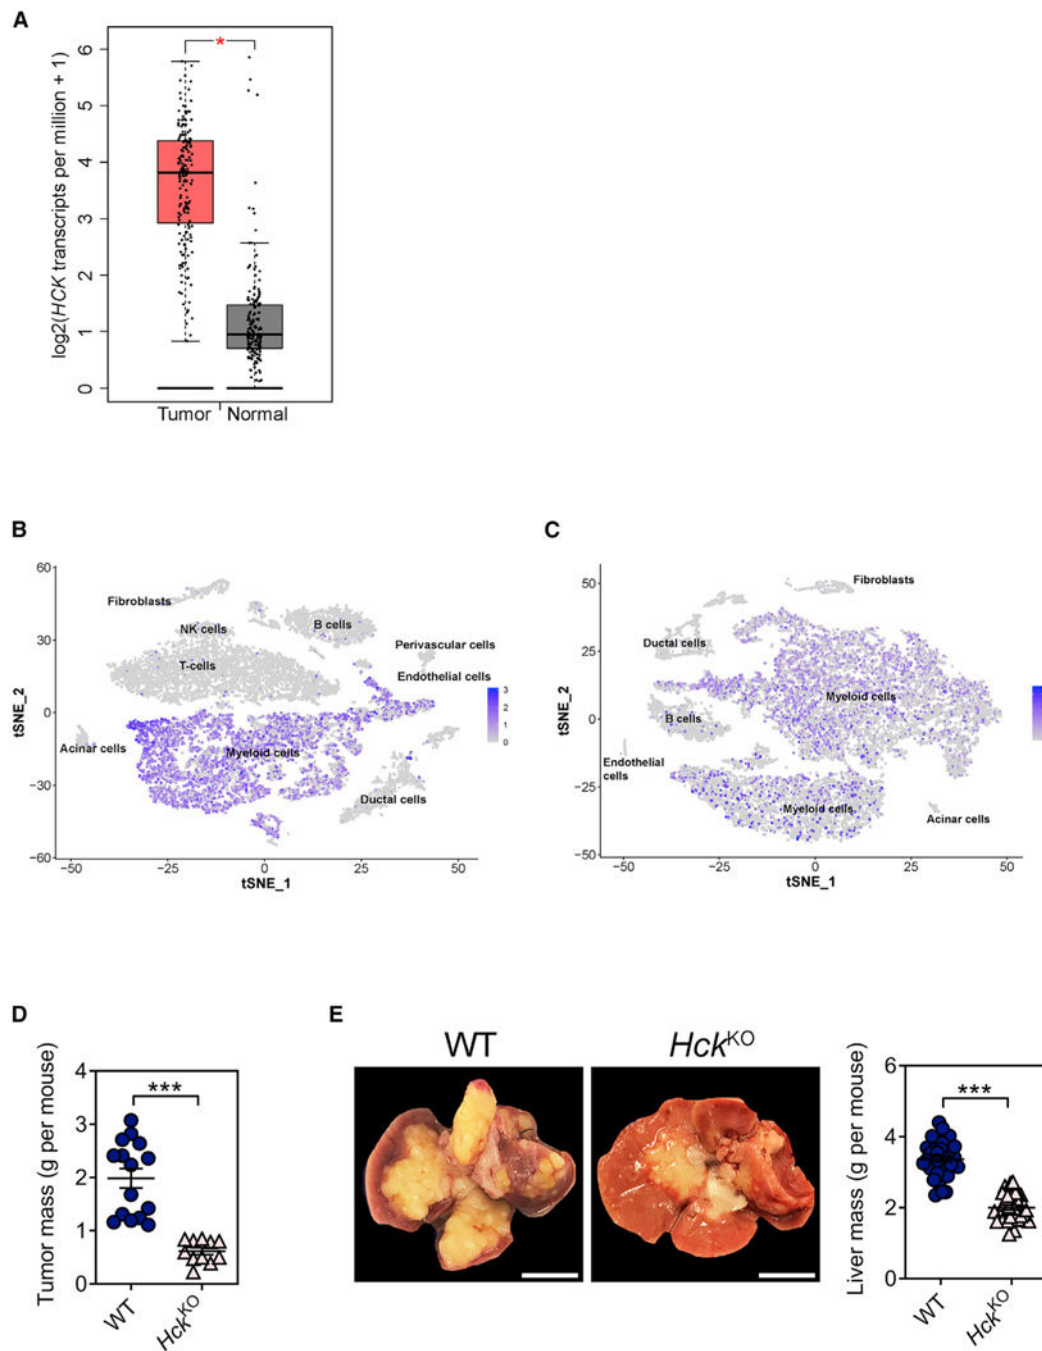 A
log2(HCK transcripts per million + 1)
6
5
4
3
2
1
0
*
Tumor
Normal
B
tSNE_2
60
30
0
−30
−60
Fibroblasts
NK cells
B cells
T-cells
Perivascular cells
Endothelial cells
3
2
1
0
Acinar cells
Myeloid cells
Ductal cells
−50
−25
0
25
50
tSNE_1
C
tSNE_2
50
25
0
−25
−50
Fibroblasts
Ductal cells
Myeloid cells
B cells
Endothelial
cells
Myeloid cells
Acinar cells
−50
−25
0
25
50
tSNE_1
D
Tumor mass (g per mouse)
4
3
2
1
0
***
WT
HckKO
E
WT
HckKO
Liver mass (g per mouse)
6
4
2
0
***
WT
HckKO